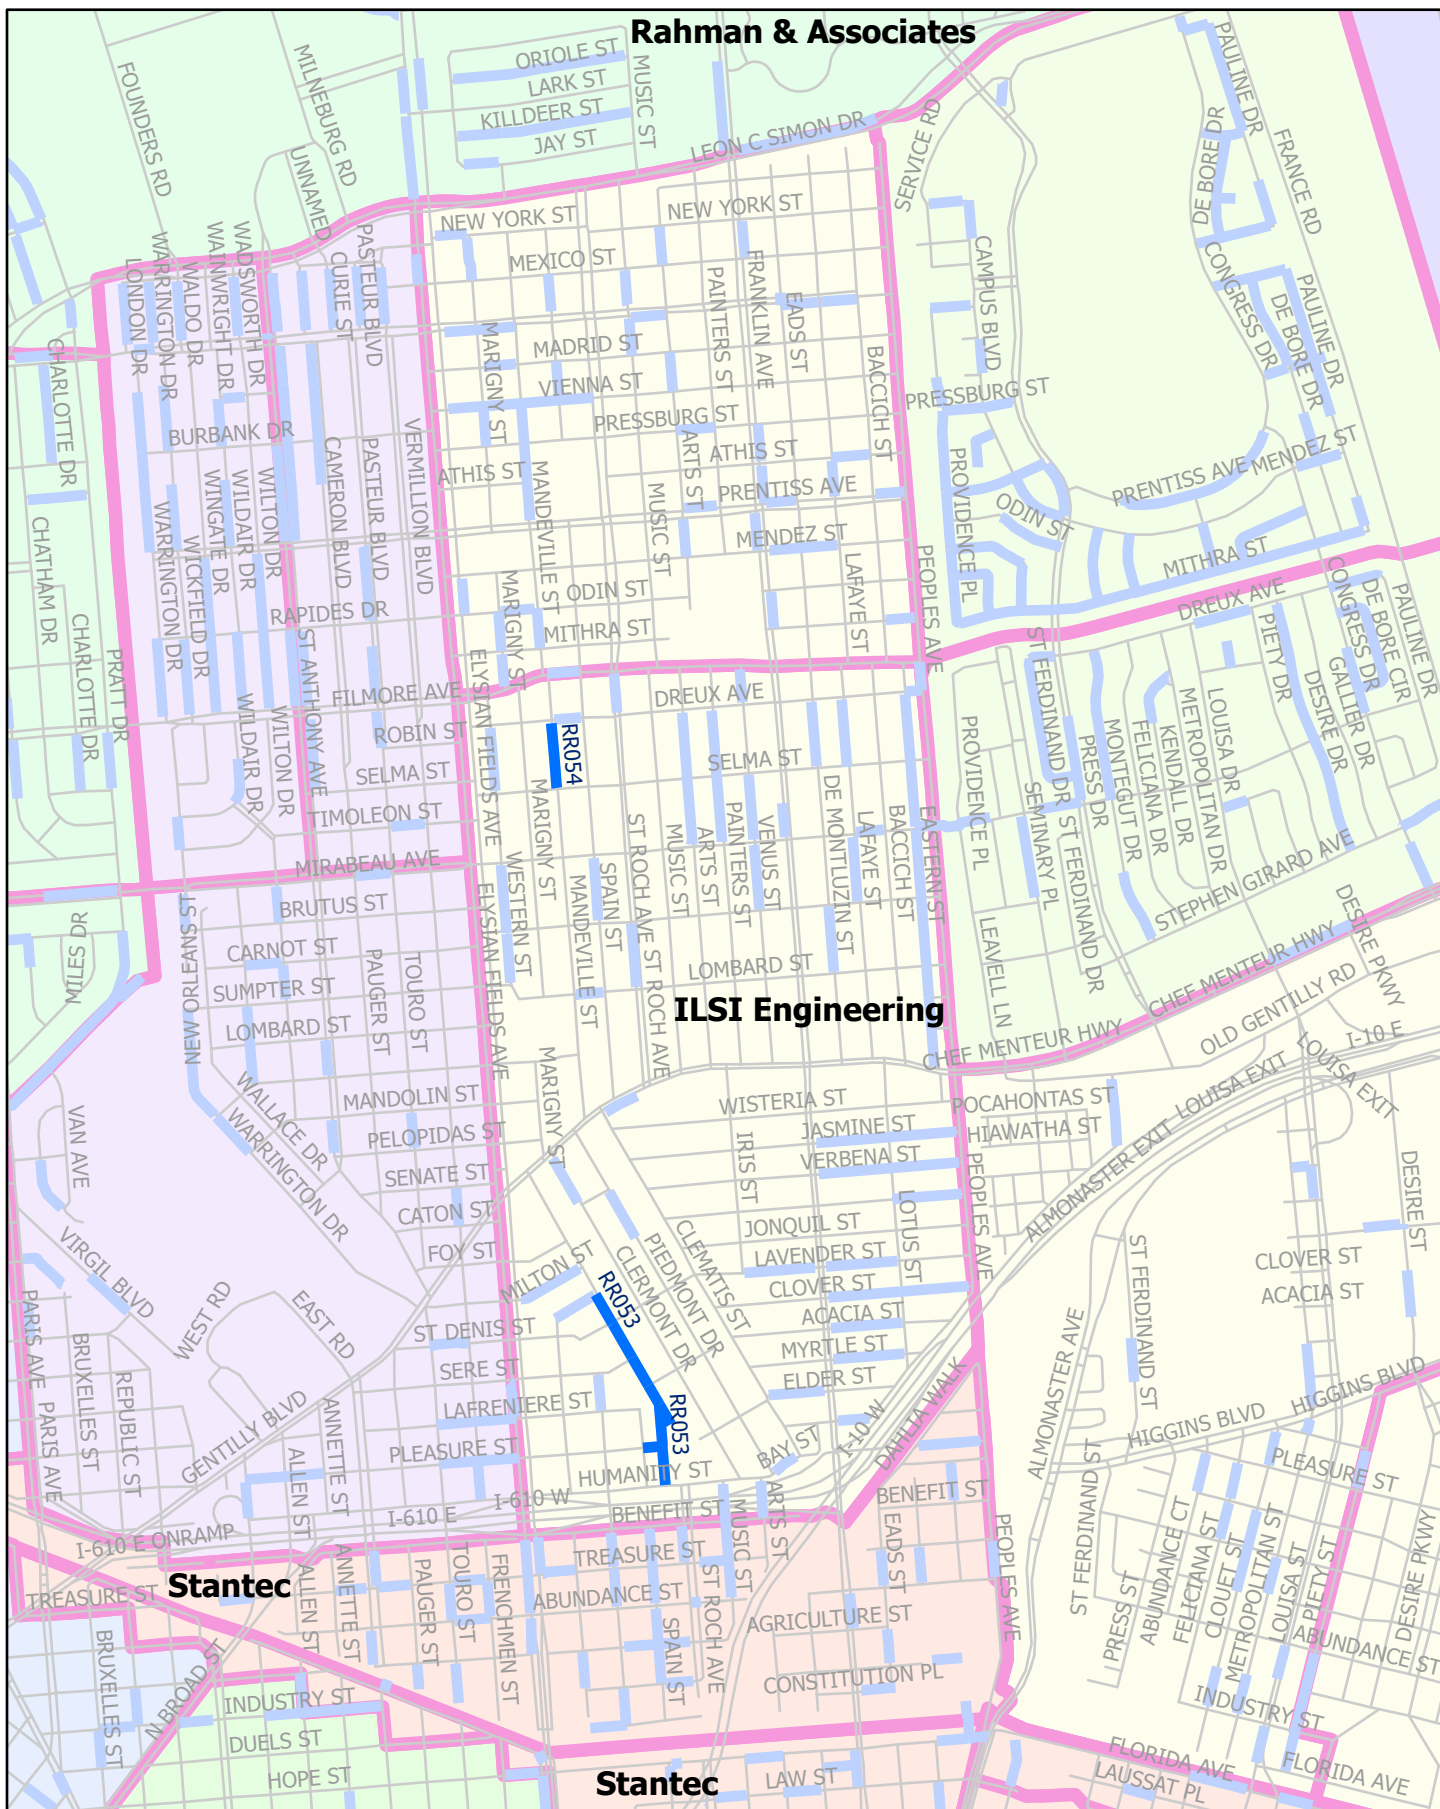 Rahman & Associates
ORIOLE ST
LARK ST
KILLDEER ST
JAY ST
MUSIC ST
FOUNDERS RD
MILNEBURG RD
UNNAMED
LEON C SIMON DR
SERVICE RD
PAULINE DR
DE BORE DR
FRANCE RD
NEW YORK ST
NEW YORK ST
MEXICO ST
LONDON DR
WARRINGTON DR
WALDO DR
WAINWRIGHT DR
WADSWORTH DR
CURIE ST
PASTEUR BLVD
PAINTERS ST
FRANKLIN AVE
EADS ST
CAMPUS BLVD
CONGRESS DR
DE BORE DR
PAULINE DR
CHARLOTTE DR
MARIGNY ST
MADRID ST
VIENNA ST
PRESSBURG ST
BACCICH ST
PRESSBURG ST
BURBANK DR
CAMERON BLVD
PASTEUR BLVD
VERMILLION BLVD
ATHIS ST
ATHIS ST
ARTS ST
MANDEVILLE ST
MUSIC ST
PRENTISS AVE
MENDEZ ST
PROVIDENCE PL
ODIN ST
PRENTISS AVE
MENDEZ ST
WARRINGTON DR
WICKFIELD DR
WINGATE DR
WILDAIR DR
WILTON DR
CHATHAM DR
CHARLOTTE DR
PRATT DR
RAPIDES DR
ST ANTHONY AVE
MARIGNY ST
ODIN ST
MITHRA ST
LAFAYE ST
PEOPLES AVE
MITHRA ST
DREUX AVE
CONGRESS DR
DE BORE CIR
PAULINE DR
FILMORE AVE
ROBIN ST
SELMA ST
TIMOLEON ST
WILDAIR DR
WILTON DR
ELYSIAN FIELDS AVE
RR054
DREUX AVE
SELMA ST
ST FERDINAND DR
PRESS DR
MONTEGUT DR
FELICIANA DR
KENDALL DR
METROPOLITAN DR
LOUISA DR
PIETY DR
DESIRE DR
GALLIER DR
PROVIDENCE PL
SEMINARY PL
ST FERDINAND DR
STEPHEN GIRARD AVE
MIRABEAU AVE
BRUTUS ST
WESTERN ST
MARIGNY ST
MANDEVILLE ST
SPAIN ST
ST ROCH AVE
MUSIC ST
ARTS ST
PAINTERS ST
VENUS ST
DE MONTLUZIN ST
LAFAYE ST
BACCICH ST
EASTERN ST
MILES DR
NEW ORLEANS ST
CARNOT ST
SUMPTER ST
LOMBARD ST
PAUGER ST
TOURO ST
ELYSIAN FIELDS AVE
ST ROCH AVE
LOMBARD ST
ILSI Engineering
LEAVELL LN
CHEF MENTEUR HWY
CHEF MENTEUR HWY
DESIRE PKWY
OLD GENTILLY RD
I-10 E
LOUISA EXIT
LOUISA EXIT
ALMONASTER EXIT
VAN AVE
WALLACE DR
WARRINGTON DR
MANDOLIN ST
PELOPIDAS ST
SENATE ST
CATON ST
FOY ST
MARIGNY ST
WISTERIA ST
JASMINE ST
VERBENA ST
IRIS ST
POCAHONTAS ST
HIAWATHA ST
PEOPLES AVE
LOTUS ST
JONQUIL ST
LAVENDER ST
CLOVER ST
ACACIA ST
MYRTLE ST
ELDER ST
DESIRE ST
CLOVER ST
ACACIA ST
VIRGIL BLVD
WEST RD
EAST RD
MILTON ST
RR053
CLERMONT DR
PIEDMONT DR
CLEMATIS ST
ST FERDINAND ST
ALMONASTER AVE
PARIS AVE
BRUXELLES ST
REPUBLIC ST
PARIS AVE
ST DENIS ST
SERE ST
LAFRENIERE ST
PLEASURE ST
GENTILLY BLVD
ANNETTE ST
ALLEN ST
RR053
HUMANITY ST
BAY ST
I-10 W
DAHLIA WALK
HIGGINS BLVD
HIGGINS BLVD
PLEASURE ST
I-610 W
I-610 E
I-610 E ONRAMP
BENEFIT ST
MUSIC ST
ARTS ST
BENEFIT ST
EADS ST
PEOPLES AVE
ST FERDINAND ST
PRESS ST
ABUNDANCE CT
FELICIANA ST
CLOUET ST
METROPOLITAN ST
LOUISA ST
PIETY ST
DESIRE PKWY
ABUNDANCE ST
Stantec
TREASURE ST
ALLEN ST
ANNETTE ST
PAUGER ST
TOURO ST
FRENCHMEN ST
TREASURE ST
ABUNDANCE ST
SPAIN ST
ST ROCH AVE
AGRICULTURE ST
CONSTITUTION PL
BRUXELLES ST
N BROAD ST
INDUSTRY ST
DUELS ST
HOPE ST
INDUSTRY ST
FLORIDA AVE
FLORIDA AVE
LAUSSAT PL
Stantec
LAW ST